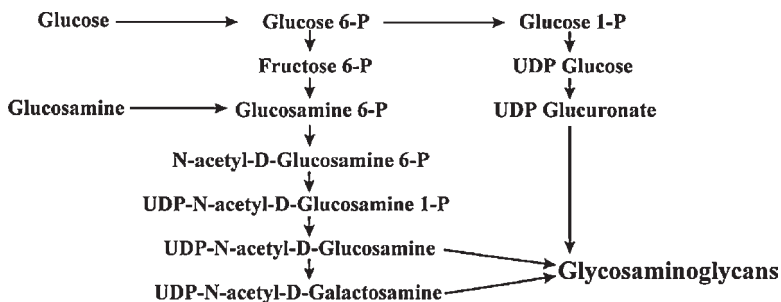 Glucose Glucose 6-P Glucose 1-P
Fructose 6-P UDP Glucose
Glucosamine Glucosamine 6-P UDP Glucuronate
N-acetyl-D-Glucosamine 6-P
UDP-N-acetyl-D-Glucosamine 1-P
UDP-N-acetyl-D-Glucosamine
Glycosaminoglycans
UDP-N-acetyl-D-Galactosamine